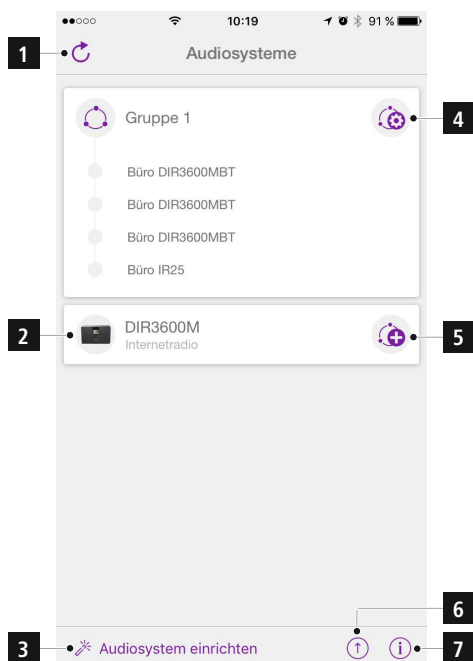 10:19
91 %
1
Audiosysteme
Gruppe 1
4
Büro DIR3600MBT
Büro DIR3600MBT
Büro DIR3600MBT
Büro IR25
2
DIR3600M
Internetradio
5
6
3
Audiosystem einrichten
i
7